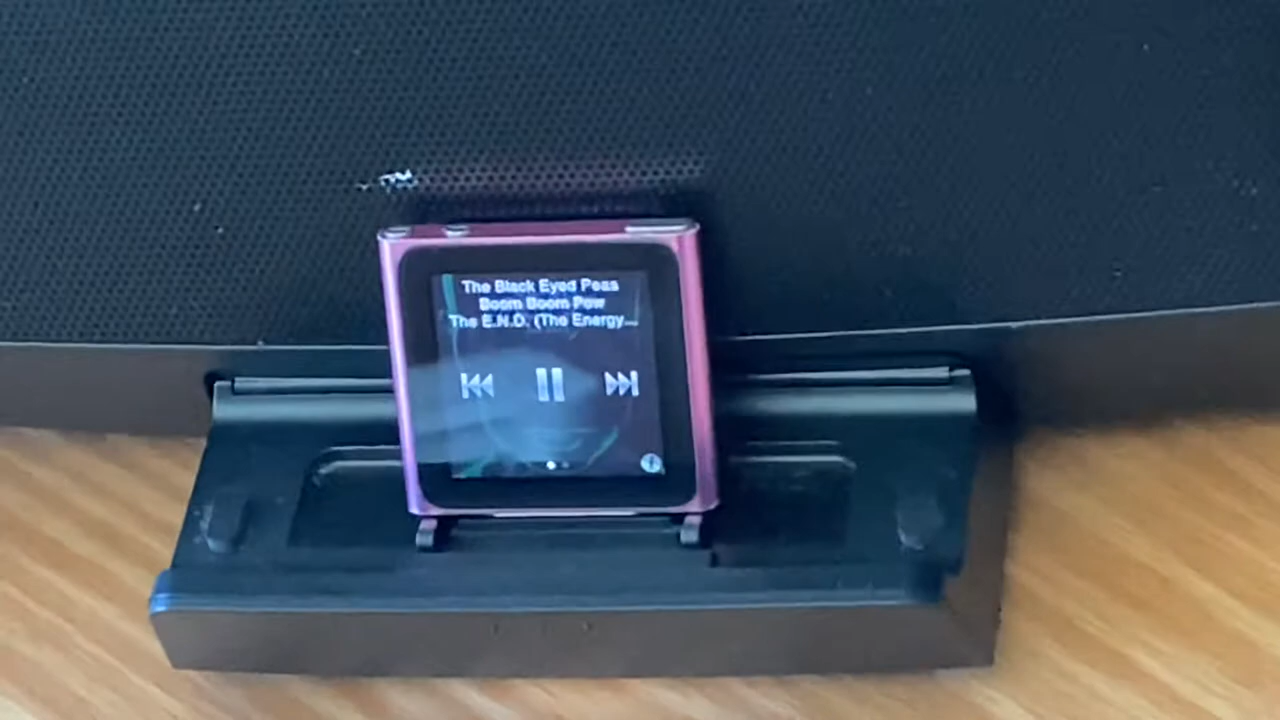 The Black Eyed Peas
Boom Boom Pow
The E.N.D. (The Energy...